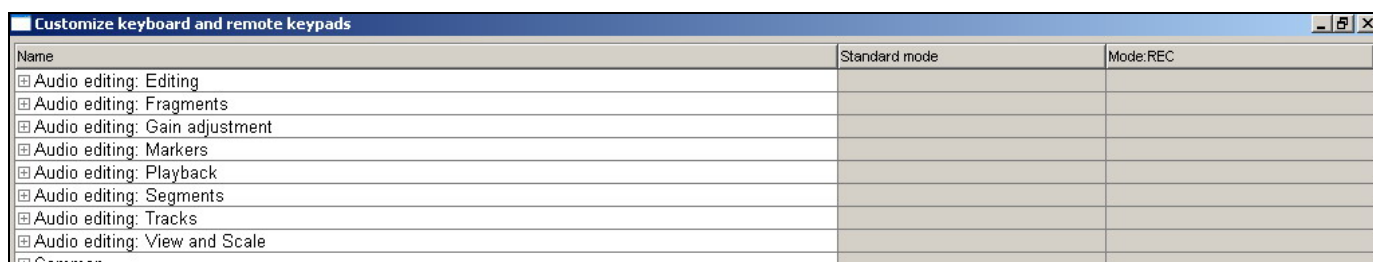 Customize keyboard and remote keypads
Name Standard mode Mode:REC
Audio editing: Editing
Audio editing: Fragments
Audio editing: Gain adjustment
Audio editing: Markers
Audio editing: Playback
Audio editing: Segments
Audio editing: Tracks
Audio editing: View and Scale